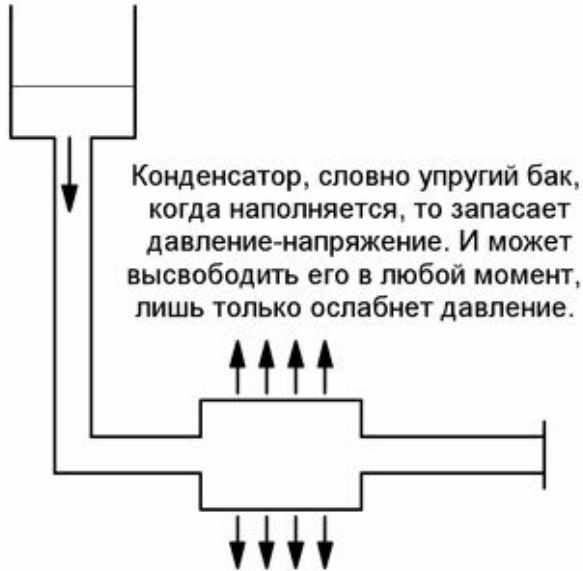 Конденсатор, словно упругий бак,
когда наполняется, то запасает
давление-напряжение. И может
высвободить его в любой момент,
лишь только ослабнет давление.